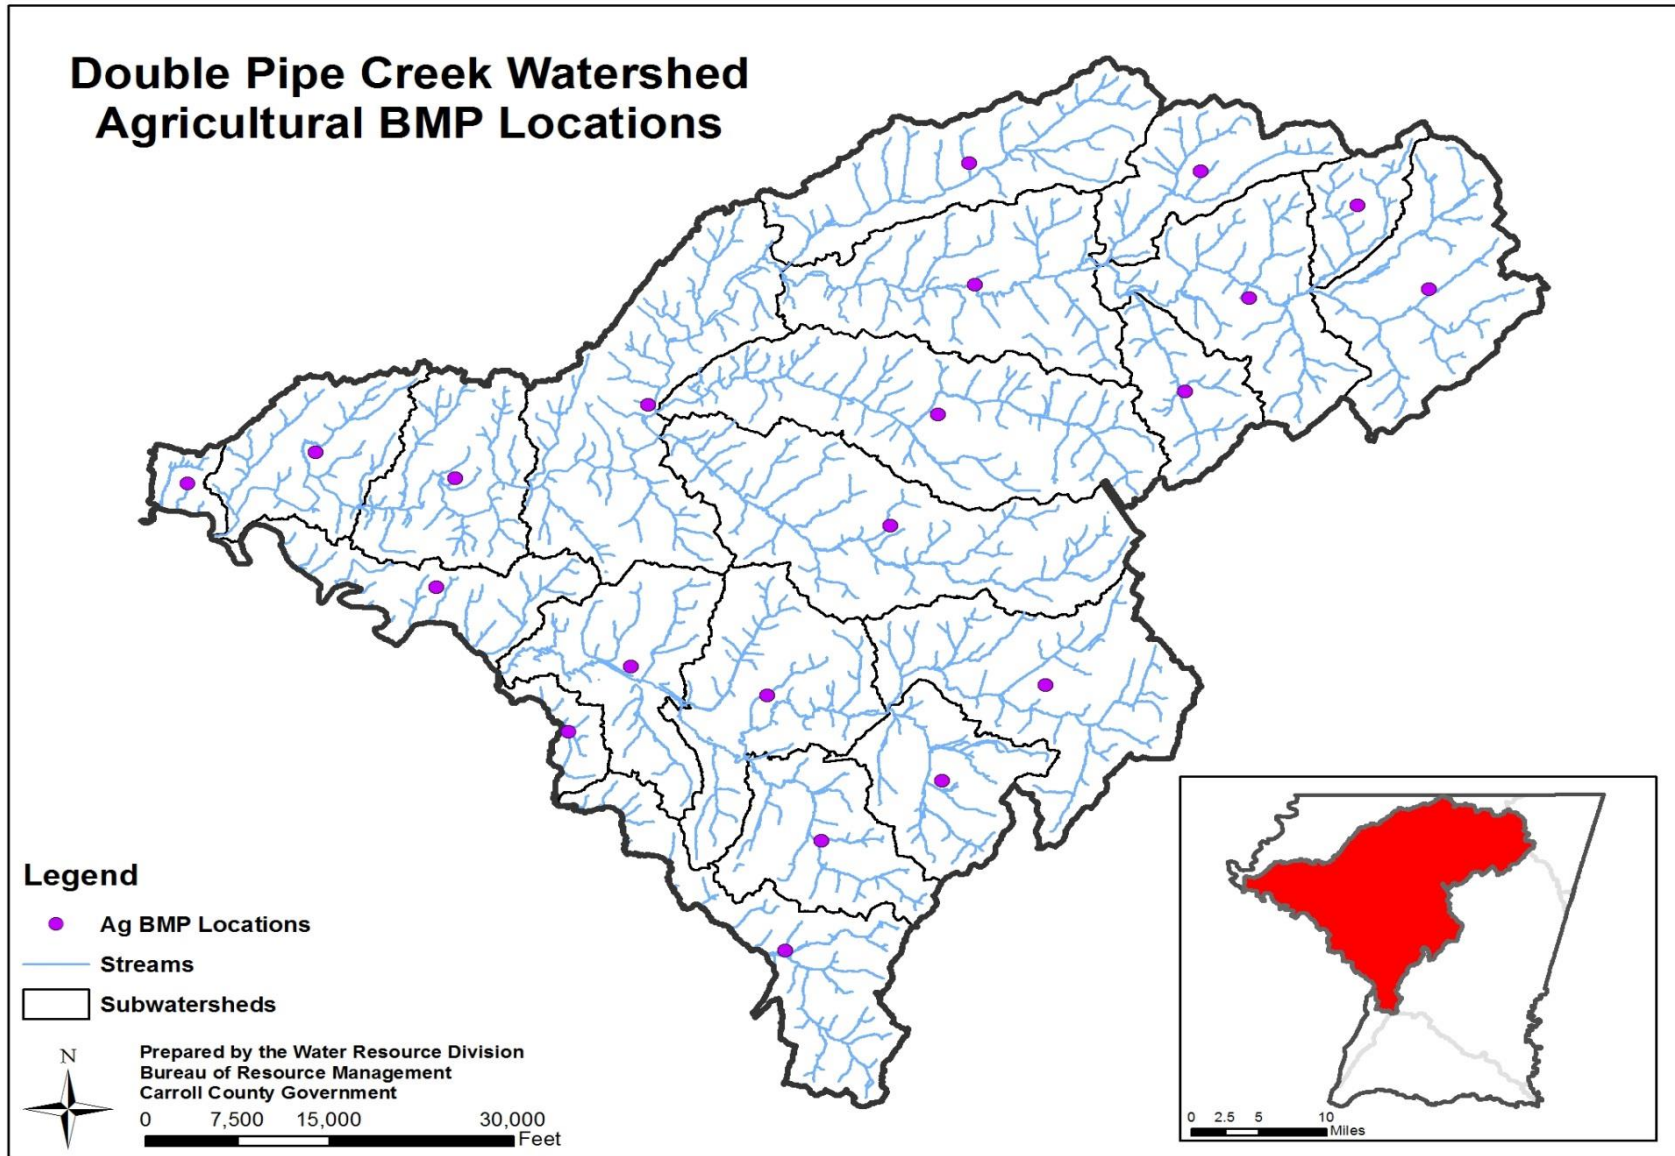 Double Pipe Creek Watershed
Agricultural BMP Locations
Legend
Ag BMP Locations
Streams
Subwatersheds
N
Prepared by the Water Resource Division
Bureau of Resource Management
Carroll County Government
0 7,500 15,000 30,000
Feet
0 2.5 5 10
Miles